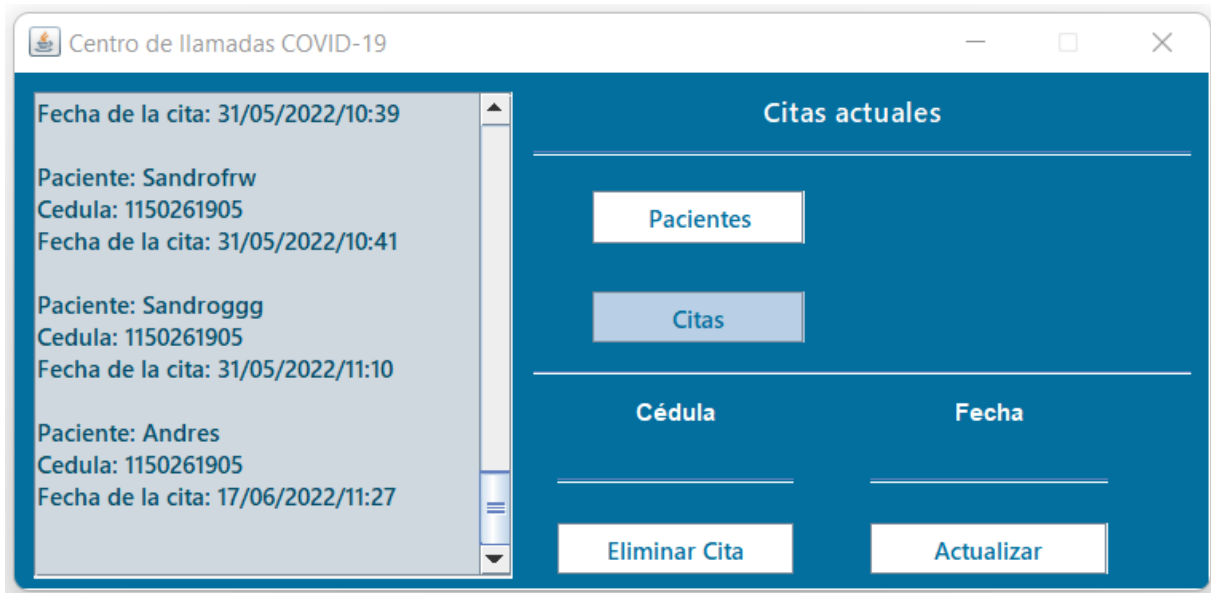 Centro de llamadas COVID-19
Fecha de la cita: 31/05/2022/10:39
Paciente: Sandrofrw
Cedula: 1150261905
Fecha de la cita: 31/05/2022/10:41
Paciente: Sandroggg
Cedula: 1150261905
Fecha de la cita: 31/05/2022/11:10
Paciente: Andres
Cedula: 1150261905
Fecha de la cita: 17/06/2022/11:27
Citas actuales
Pacientes
Citas
Cédula
Fecha
Eliminar Cita
Actualizar